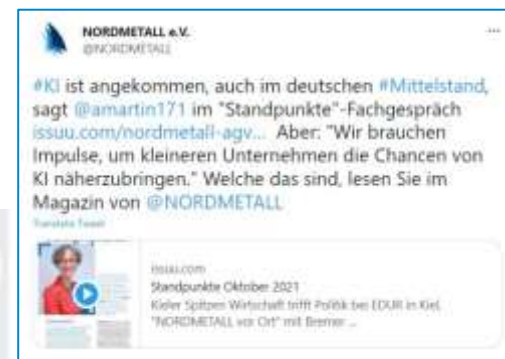 NORDMETALL e.V.
@NORDMETALL
#KI ist angekommen, auch im deutschen #Mittelstand,
sagt @amartin171 im "Standpunkte"-Fachgespräch
issuu.com/nordmetall-agv... Aber: "Wir brauchen
Impulse, um kleineren Unternehmen die Chancen von
KI näherzubringen." Welche das sind, lesen Sie im
Magazin von @NORDMETALL
Translate Tweet
issuu.com
Standpunkte Oktober 2021
Kieler Spitzen Wirtschaft trifft Politik bei EDUR in Kiel.
"NORDMETALL vor Ort" mit Bremer ...